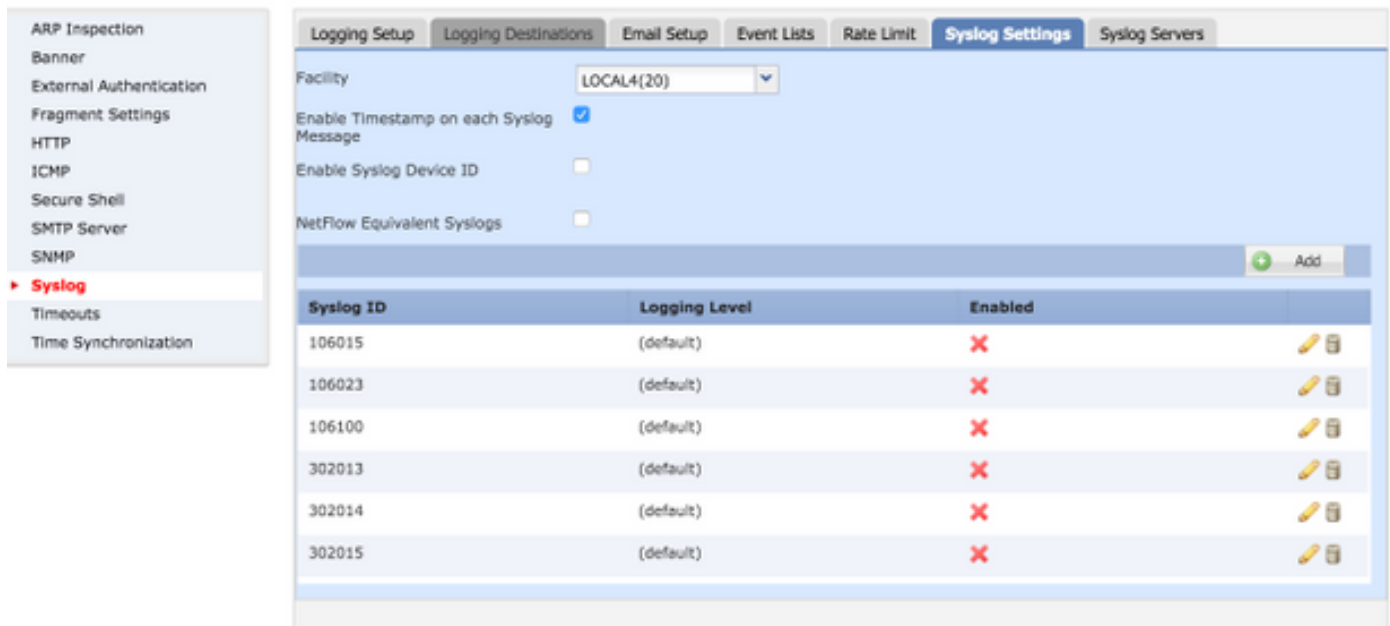 ARP Inspection
Banner
External Authentication
Fragment Settings
HTTP
ICMP
Secure Shell
SMTP Server
SNMP
Syslog
Timeouts
Time Synchronization
Logging Setup Logging Destinations Email Setup Event Lists Rate Limit Syslog Settings Syslog Servers
Facility LOCAL4(20)
Enable Timestamp on each Syslog
Message
Enable Syslog Device ID
NetFlow Equivalent Syslogs
Add
Syslog ID Logging Level Enabled
106015 (default)
106023 (default)
106100 (default)
302013 (default)
302014 (default)
302015 (default)